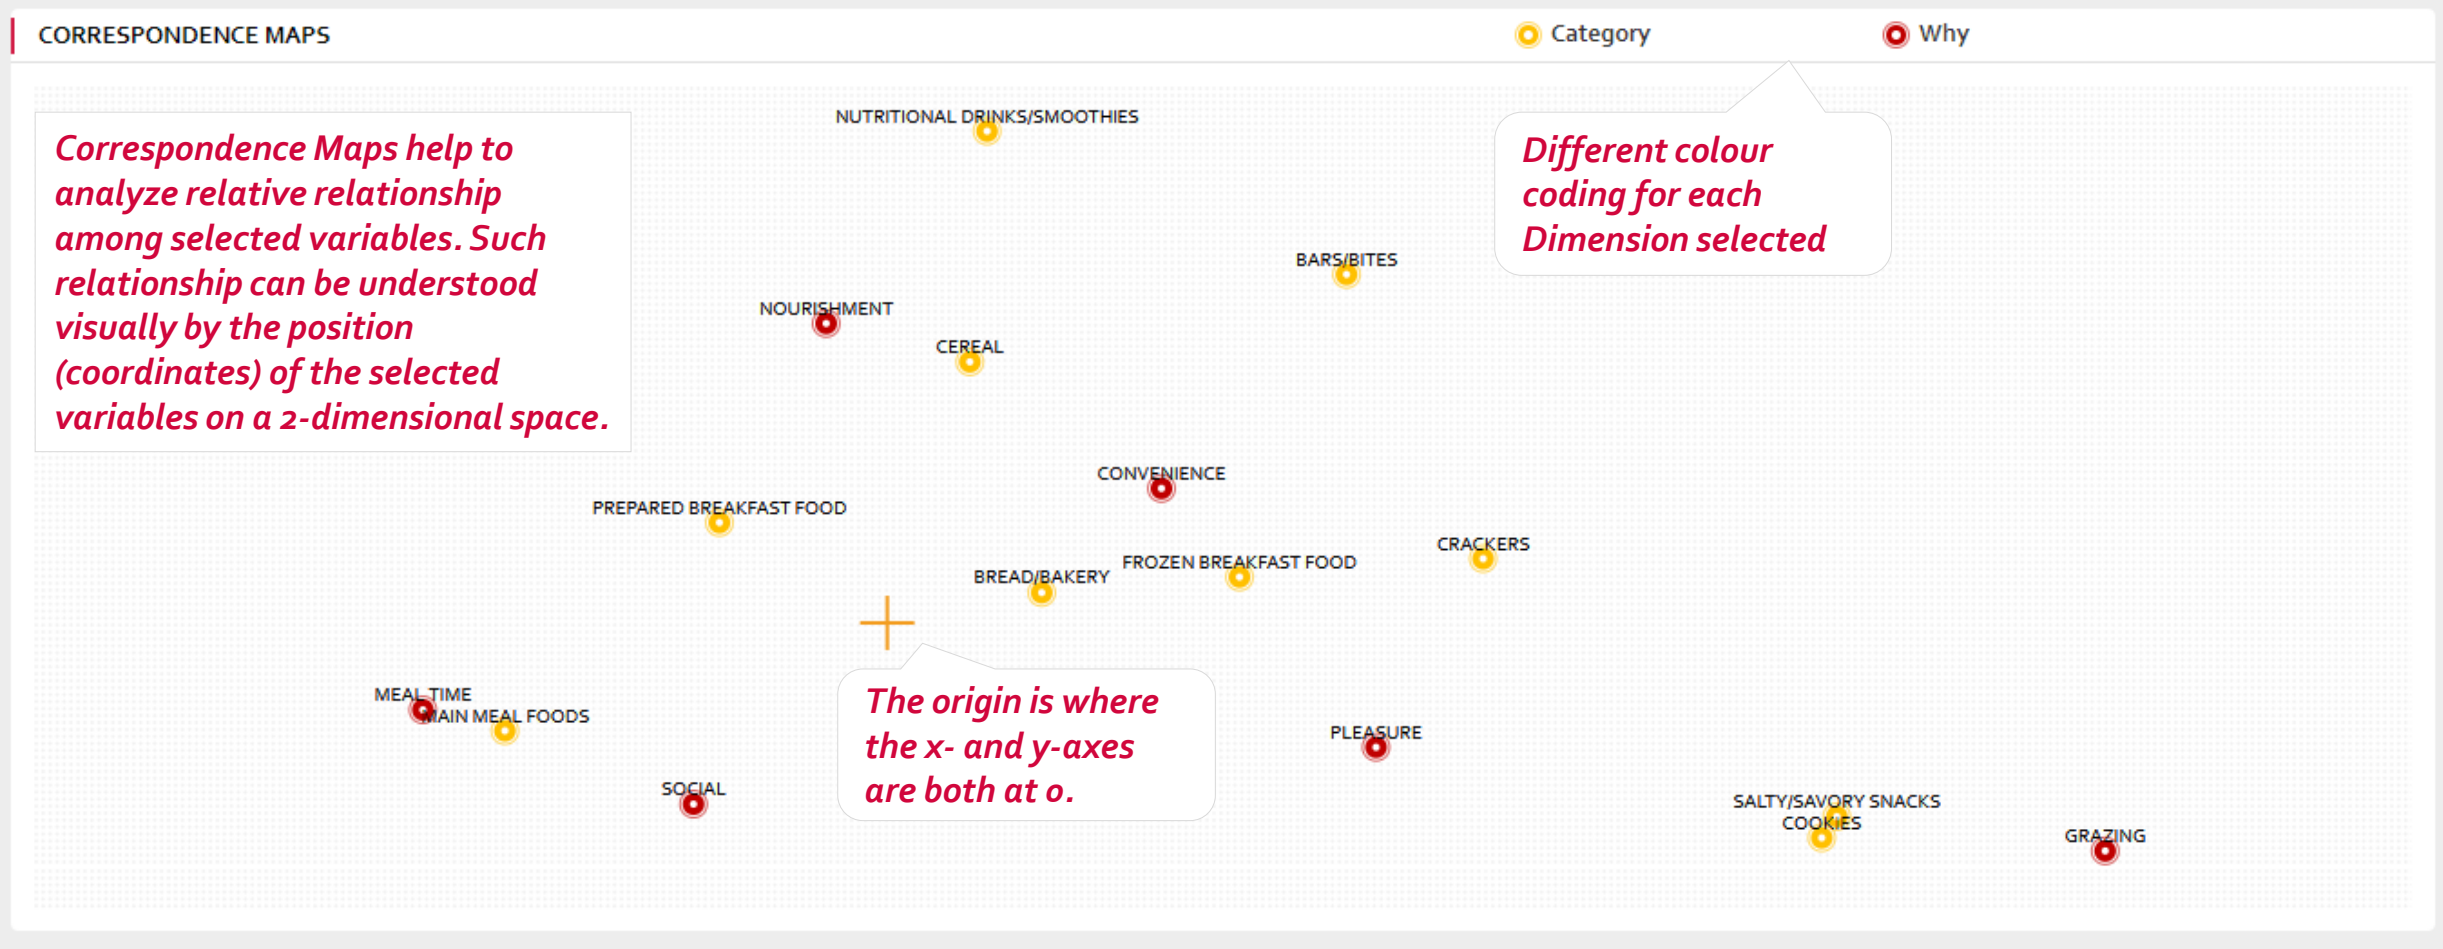 CORRESPONDENCE MAPS
Category
Why
Correspondence Maps help to
analyze relative relationship
among selected variables. Such
relationship can be understood
visually by the position
(coordinates) of the selected
variables on a 2-dimensional space.
NUTRITIONAL DRINKS/SMOOTHIES
Different colour
coding for each
Dimension selected
BARS/BITES
NOURISHMENT
CEREAL
CONVENIENCE
PREPARED BREAKFAST FOOD
CRACKERS
FROZEN BREAKFAST FOOD
BREAD/BAKERY
MEAL TIME
MAIN MEAL FOODS
The origin is where
the x- and y-axes
are both at 0.
PLEASURE
SOCIAL
SALTY/SAVORY SNACKS
COOKIES
GRAZING